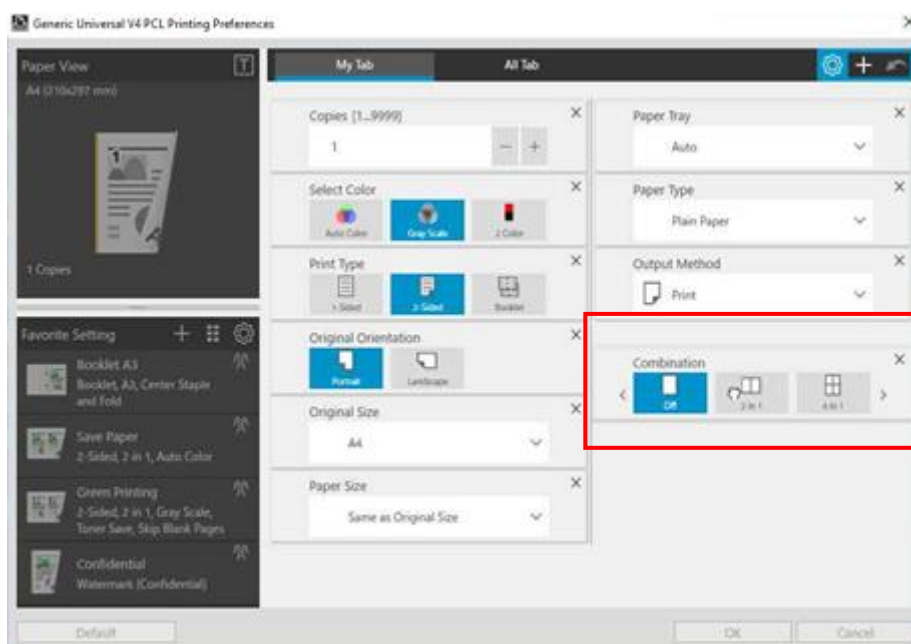 Generic Universal V4 PCL Printing Preferences
Paper View
A4 (210x297 mm)
1
1 Copies
Favorite Setting
Booklet A3
Booklet, A3, Center Staple
and Fold
Save Paper
2-Sided, 2 in 1, Auto Color
Green Printing
2-Sided, 2 in 1, Gray Scale,
Toner Save, Skip Blank Pages
Confidential
Watermark (Confidential)
Default
My Tab
All Tab
Copies [1...9999]
1
Select Color
Auto Color
Gray Scale
2 Color
Print Type
1-Sided
2-Sided
Booklet
Original Orientation
Portrait
Landscape
Original Size
A4
Paper Size
Same as Original Size
Paper Tray
Auto
Paper Type
Plain Paper
Output Method
Print
Combination
Off
2 in 1
4 in 1
OK
Cancel